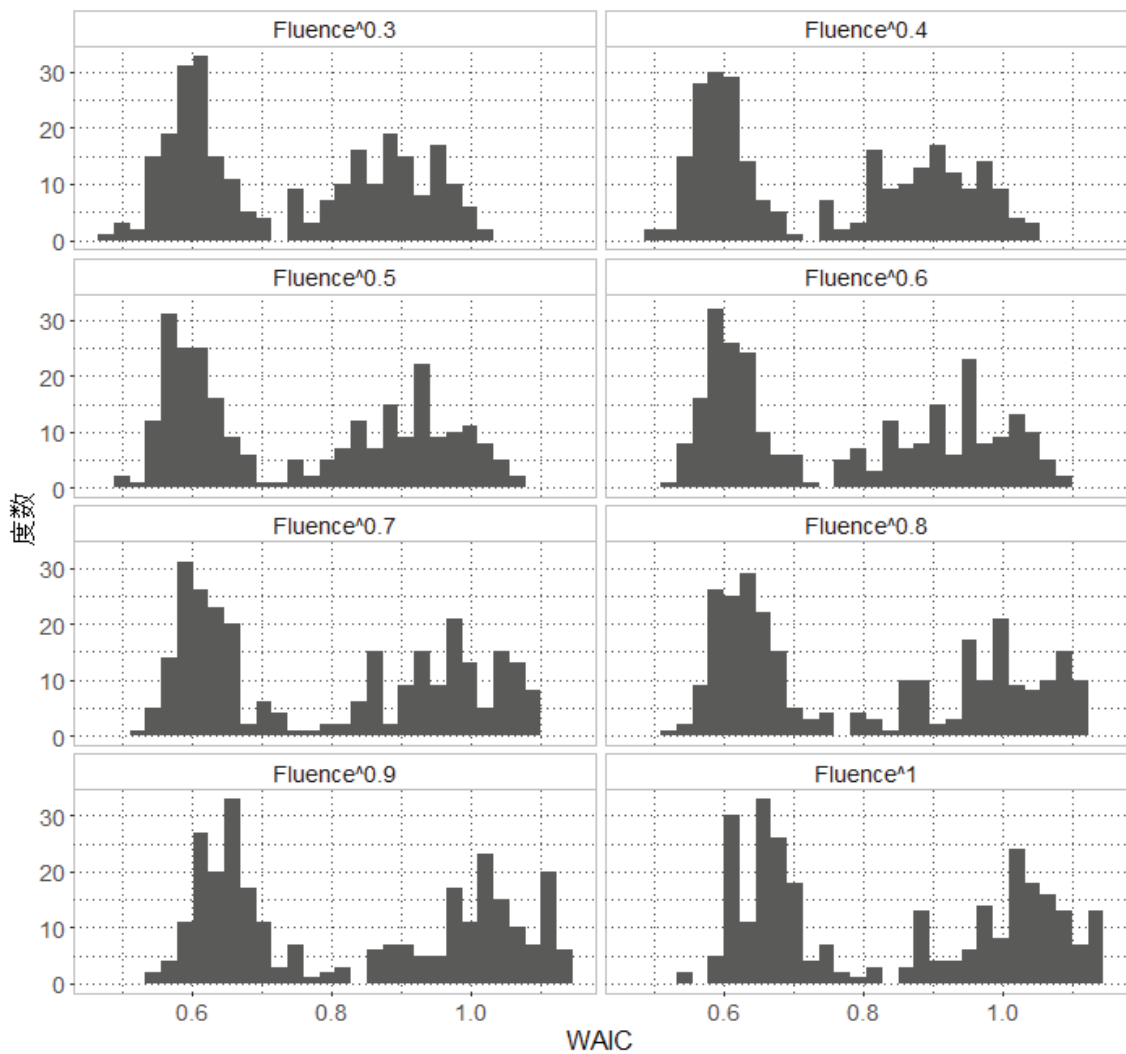 Fluence^0.3 Fluence^0.4
30
20
10
0
Fluence^0.5 Fluence^0.6
30
20
10
0
度数
Fluence^0.7 Fluence^0.8
30
20
10
0
Fluence^0.9 Fluence^1
30
20
10
0
0.6 0.8 1.0 0.6 0.8 1.0
WAIC